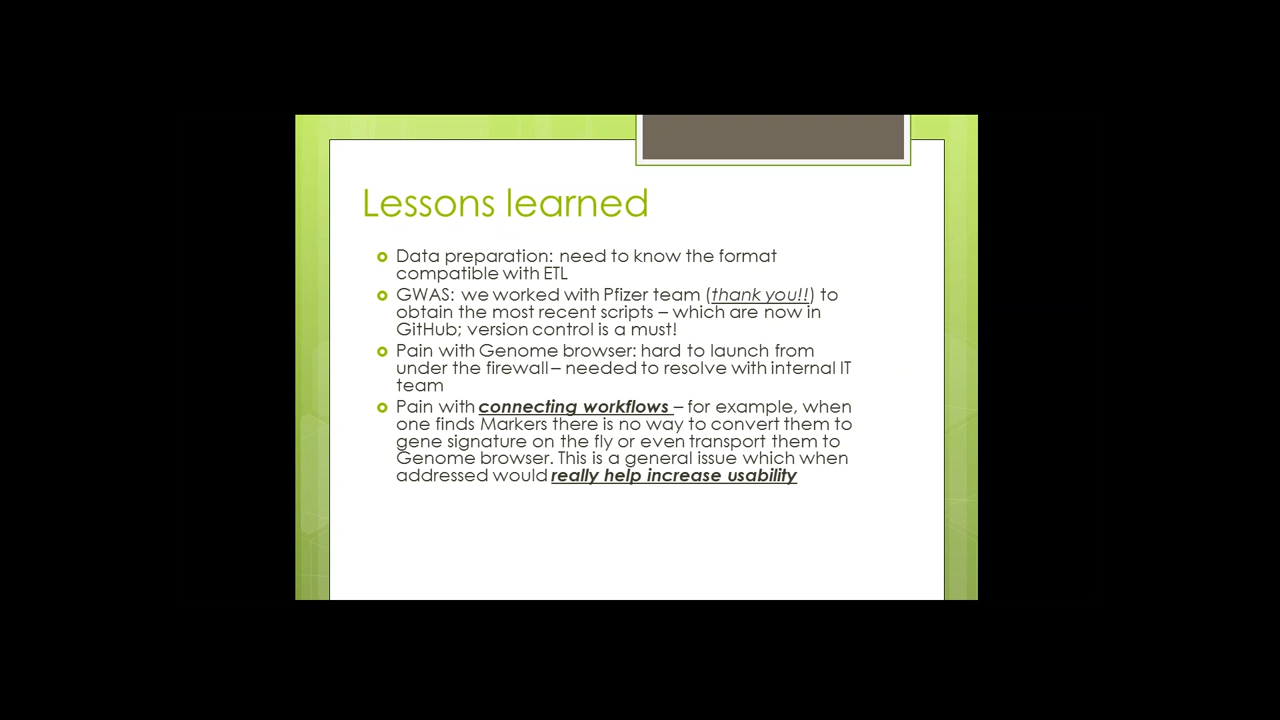 Lessons learned
Data preparation: need to know the format
compatible with ETL
GWAS: we worked with Pfizer team (thank you!!) to
obtain the most recent scripts – which are now in
GitHub; version control is a must!
Pain with Genome browser: hard to launch from
under the firewall – needed to resolve with internal IT
team
Pain with connecting workflows – for example, when
one finds Markers there is no way to convert them to
gene signature on the fly or even transport them to
Genome browser. This is a general issue which when
addressed would really help increase usability